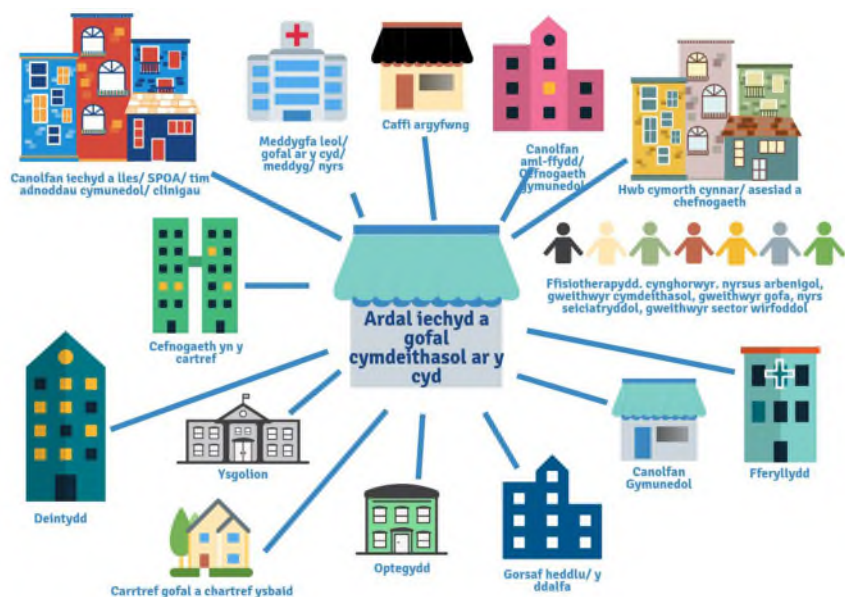 Canolfan iechyd a lles/ SPOA/ tim
adnoddau cymunedol/ clinigau
Meddygfa leol/
gofal ar y cyd/
meddyg/ nyrs
Caffi argyfwng
Canolfan
aml-ffydd/
Cefnogaeth
gymunedol
Hwb cymorth cynnar/ asesiad a
chefnogaeth
Ffisiotherapydd. cynghorwyr. nyrsus arbenigol,
gweithwyr cymdeithasol, gweithwyr gofa, nyrs
seiciatryddol, gweithwyr sector wirfoddol
Cefnogaeth yn y
cartref
Ardal iechyd a
gofal
cymdeithasol ar y
cyd
Deintydd
Ysgolion
Carrtref gofal a chartref ysbaid
Optegydd
Gorsaf heddlu/ y
ddalfa
Canolfan
Gymunedol
Fferyllydd